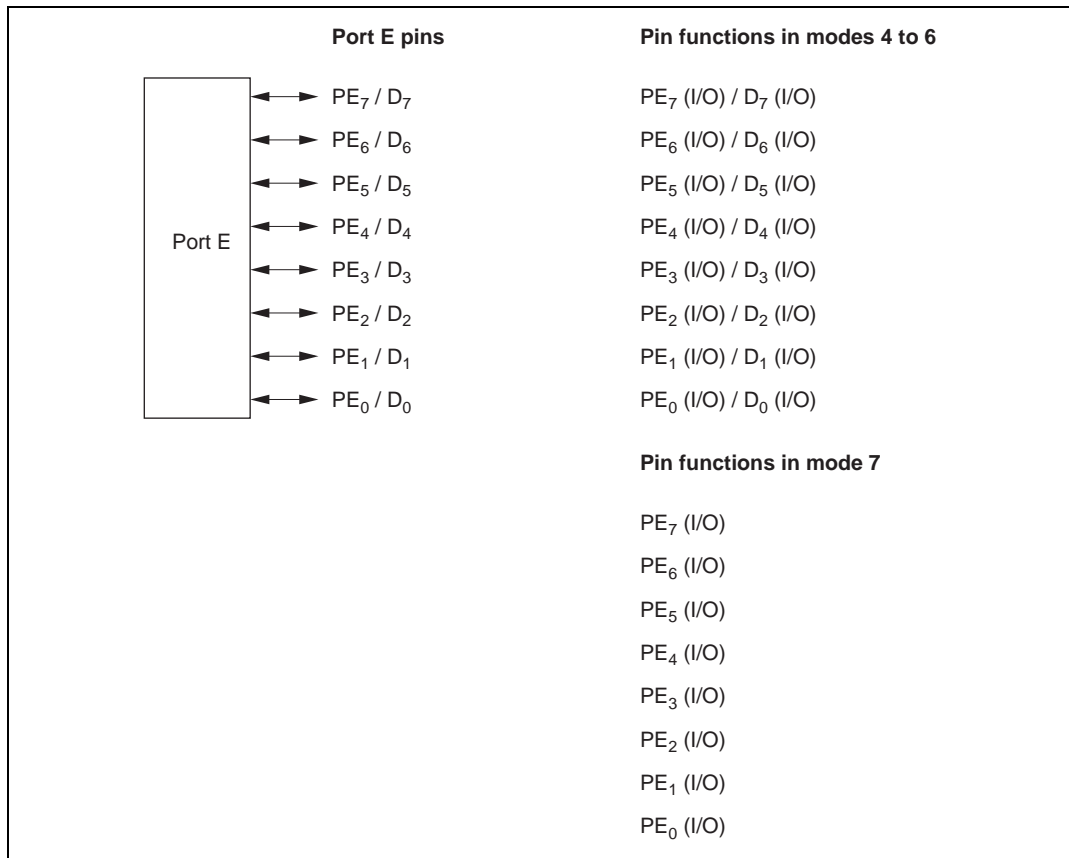 Port E pins Pin functions in modes 4 to 6
PE₇ / D₇ PE₇ (I/O) / D₇ (I/O)
PE₆ / D₆ PE₆ (I/O) / D₆ (I/O)
PE₅ / D₅ PE₅ (I/O) / D₅ (I/O)
PE₄ / D₄ PE₄ (I/O) / D₄ (I/O)
Port E
PE₃ / D₃ PE₃ (I/O) / D₃ (I/O)
PE₂ / D₂ PE₂ (I/O) / D₂ (I/O)
PE₁ / D₁ PE₁ (I/O) / D₁ (I/O)
PE₀ / D₀ PE₀ (I/O) / D₀ (I/O)
Pin functions in mode 7
PE₇ (I/O)
PE₆ (I/O)
PE₅ (I/O)
PE₄ (I/O)
PE₃ (I/O)
PE₂ (I/O)
PE₁ (I/O)
PE₀ (I/O)